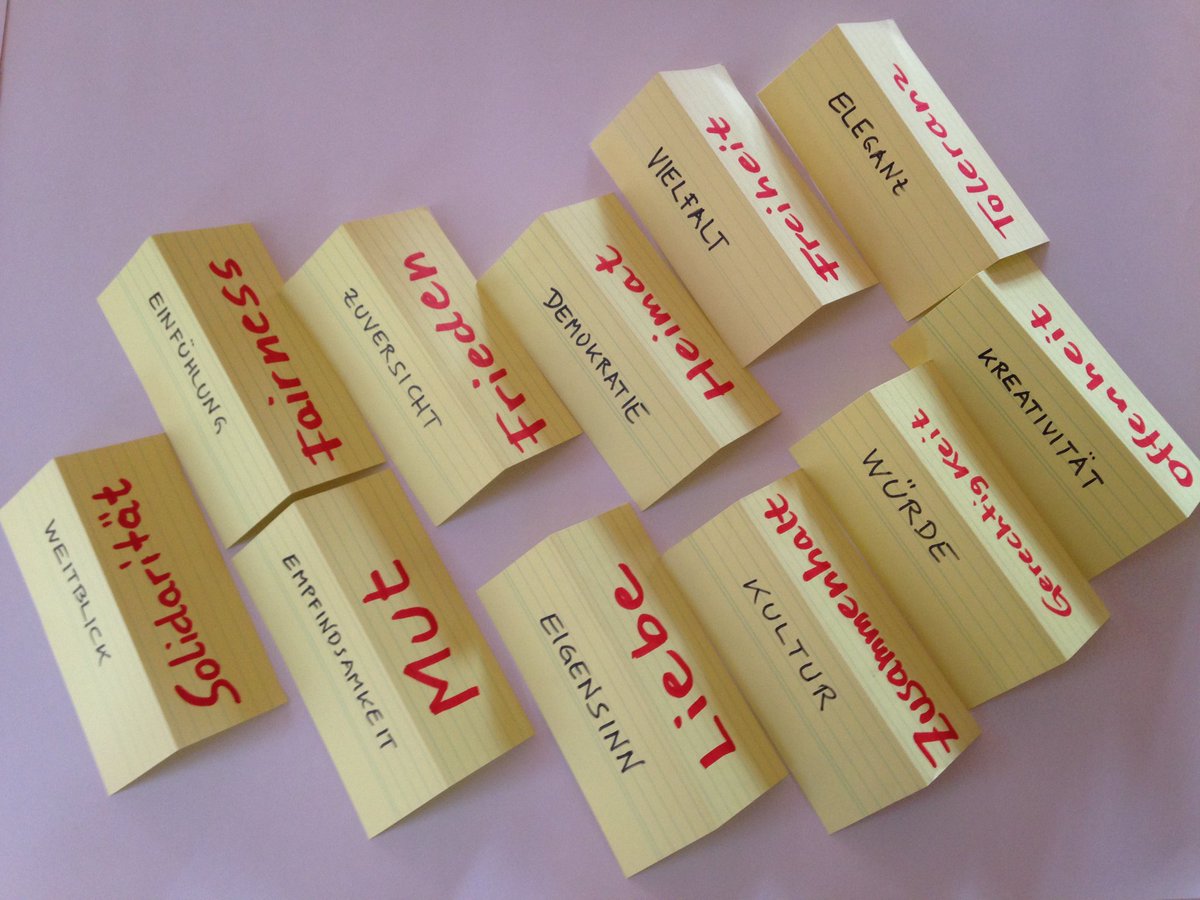 ELEGANZ
Toleranz
VIELFALT
Freiheit
EINFÜHLUNG
Fairness
ZUVERSICHT
Frieden
DEMOKRATIE
Heimat
KREATIVITÄT
Offenheit
WÜRDE
Gerechtigkeit
WEITBLICK
Solidarität
EMPFINDSAMKEIT
Mut
EIGENSINN
Liebe
KULTUR
Zusammenhalt